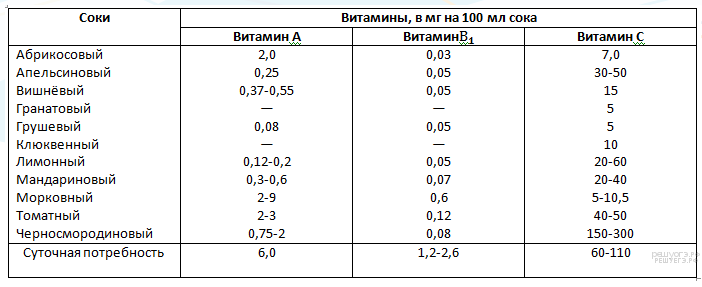 Соки Витамины, в мг на 100 мл сока
Витамин А ВитаминВ1 Витамин С
Абрикосовый 2,0 0,03 7,0
Апельсиновый 0,25 0,05 30-50
Вишнёвый 0,37-0,55 0,05 15
Гранатовый — — 5
Грушевый 0,08 0,05 5
Клюквенный — — 10
Лимонный 0,12-0,2 0,05 20-60
Мандариновый 0,3-0,6 0,07 20-40
Морковный 2-9 0,6 5-10,5
Томатный 2-3 0,12 40-50
Черносмородиновый 0,75-2 0,08 150-300
Суточная потребность 6,0 1,2-2,6 60-110
РЕШУОГЭ.РФ
РЕШУЕГЭ.РФ